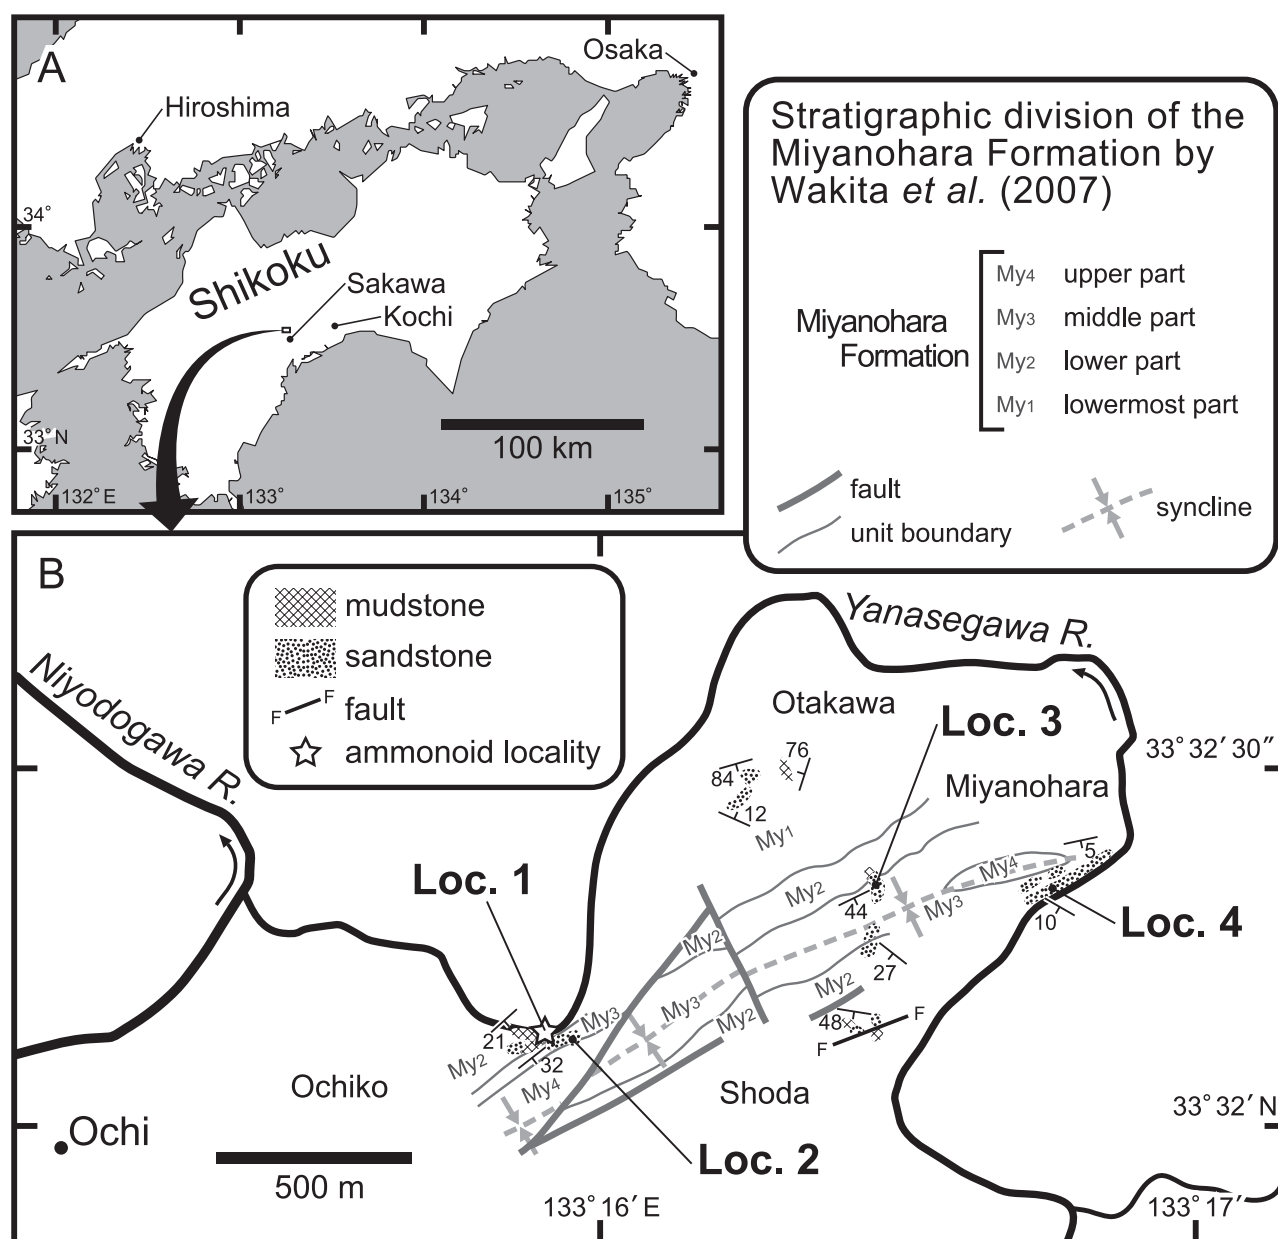 A
Osaka
Hiroshima
34°
Shikoku
Sakawa
Kochi
33° N
100 km
132° E
133°
134°
135°
Stratigraphic division of the
Miyanohara Formation by
Wakita et al. (2007)
Miyanohara
Formation
My4 upper part
My3 middle part
My2 lower part
My1 lowermost part
fault
unit boundary
syncline
B
mudstone
sandstone
F F fault
ammonoid locality
Niyodogawa R.
Yanasegawa R.
Otakawa
Loc. 3
33° 32′ 30″
76
84
12
My1
Miyanohara
Loc. 1
My2
44
My4
5
My3
10
Loc. 4
My2
27
My2
My3
My2
48
F
F
21
My3
My2
32
My4
Ochiko
Shoda
33° 32′ N
Ochi
Loc. 2
500 m
133° 16′ E
133° 17′